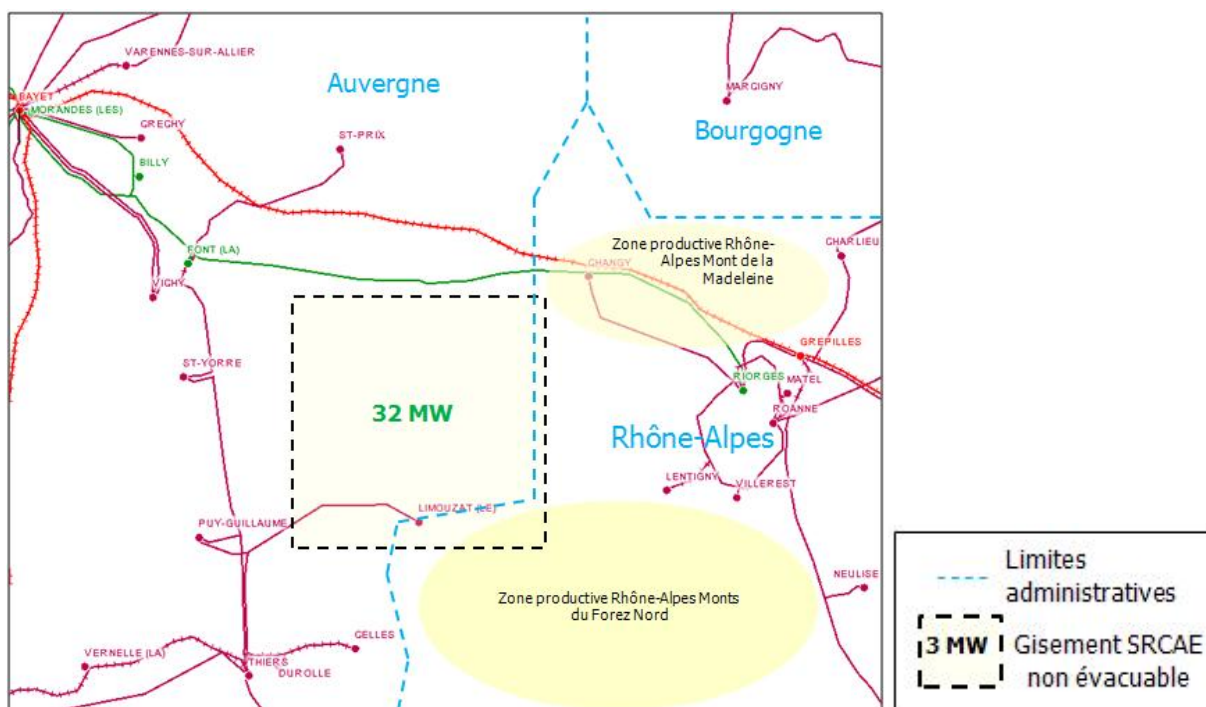 VARENNES-SUR-ALLIER
Auvergne
MARCIGNY
BAYET
MORANDES (LES)
Bourgogne
CRECHY
ST-PRIX
BILLY
Zone productive Rhône-
Alpes Mont de la
Madeleine
CHARLIEU
FONT (LA)
CHANGY
VICHY
GREPILLES
ST-YORRE
RIORGES
MATEL
32 MW
ROANNE
Rhône-Alpes
LENTIGNY
VILLEREST
LIMOUZAT (LE)
PUY-GUILLAUME
NEULISE
Zone productive Rhône-Alpes Monts
du Forez Nord
CELLES
VERNELLE (LA)
THIERS
DUROLLE
Limites
administratives
3 MW
Gisement SRCAE
non évacuable